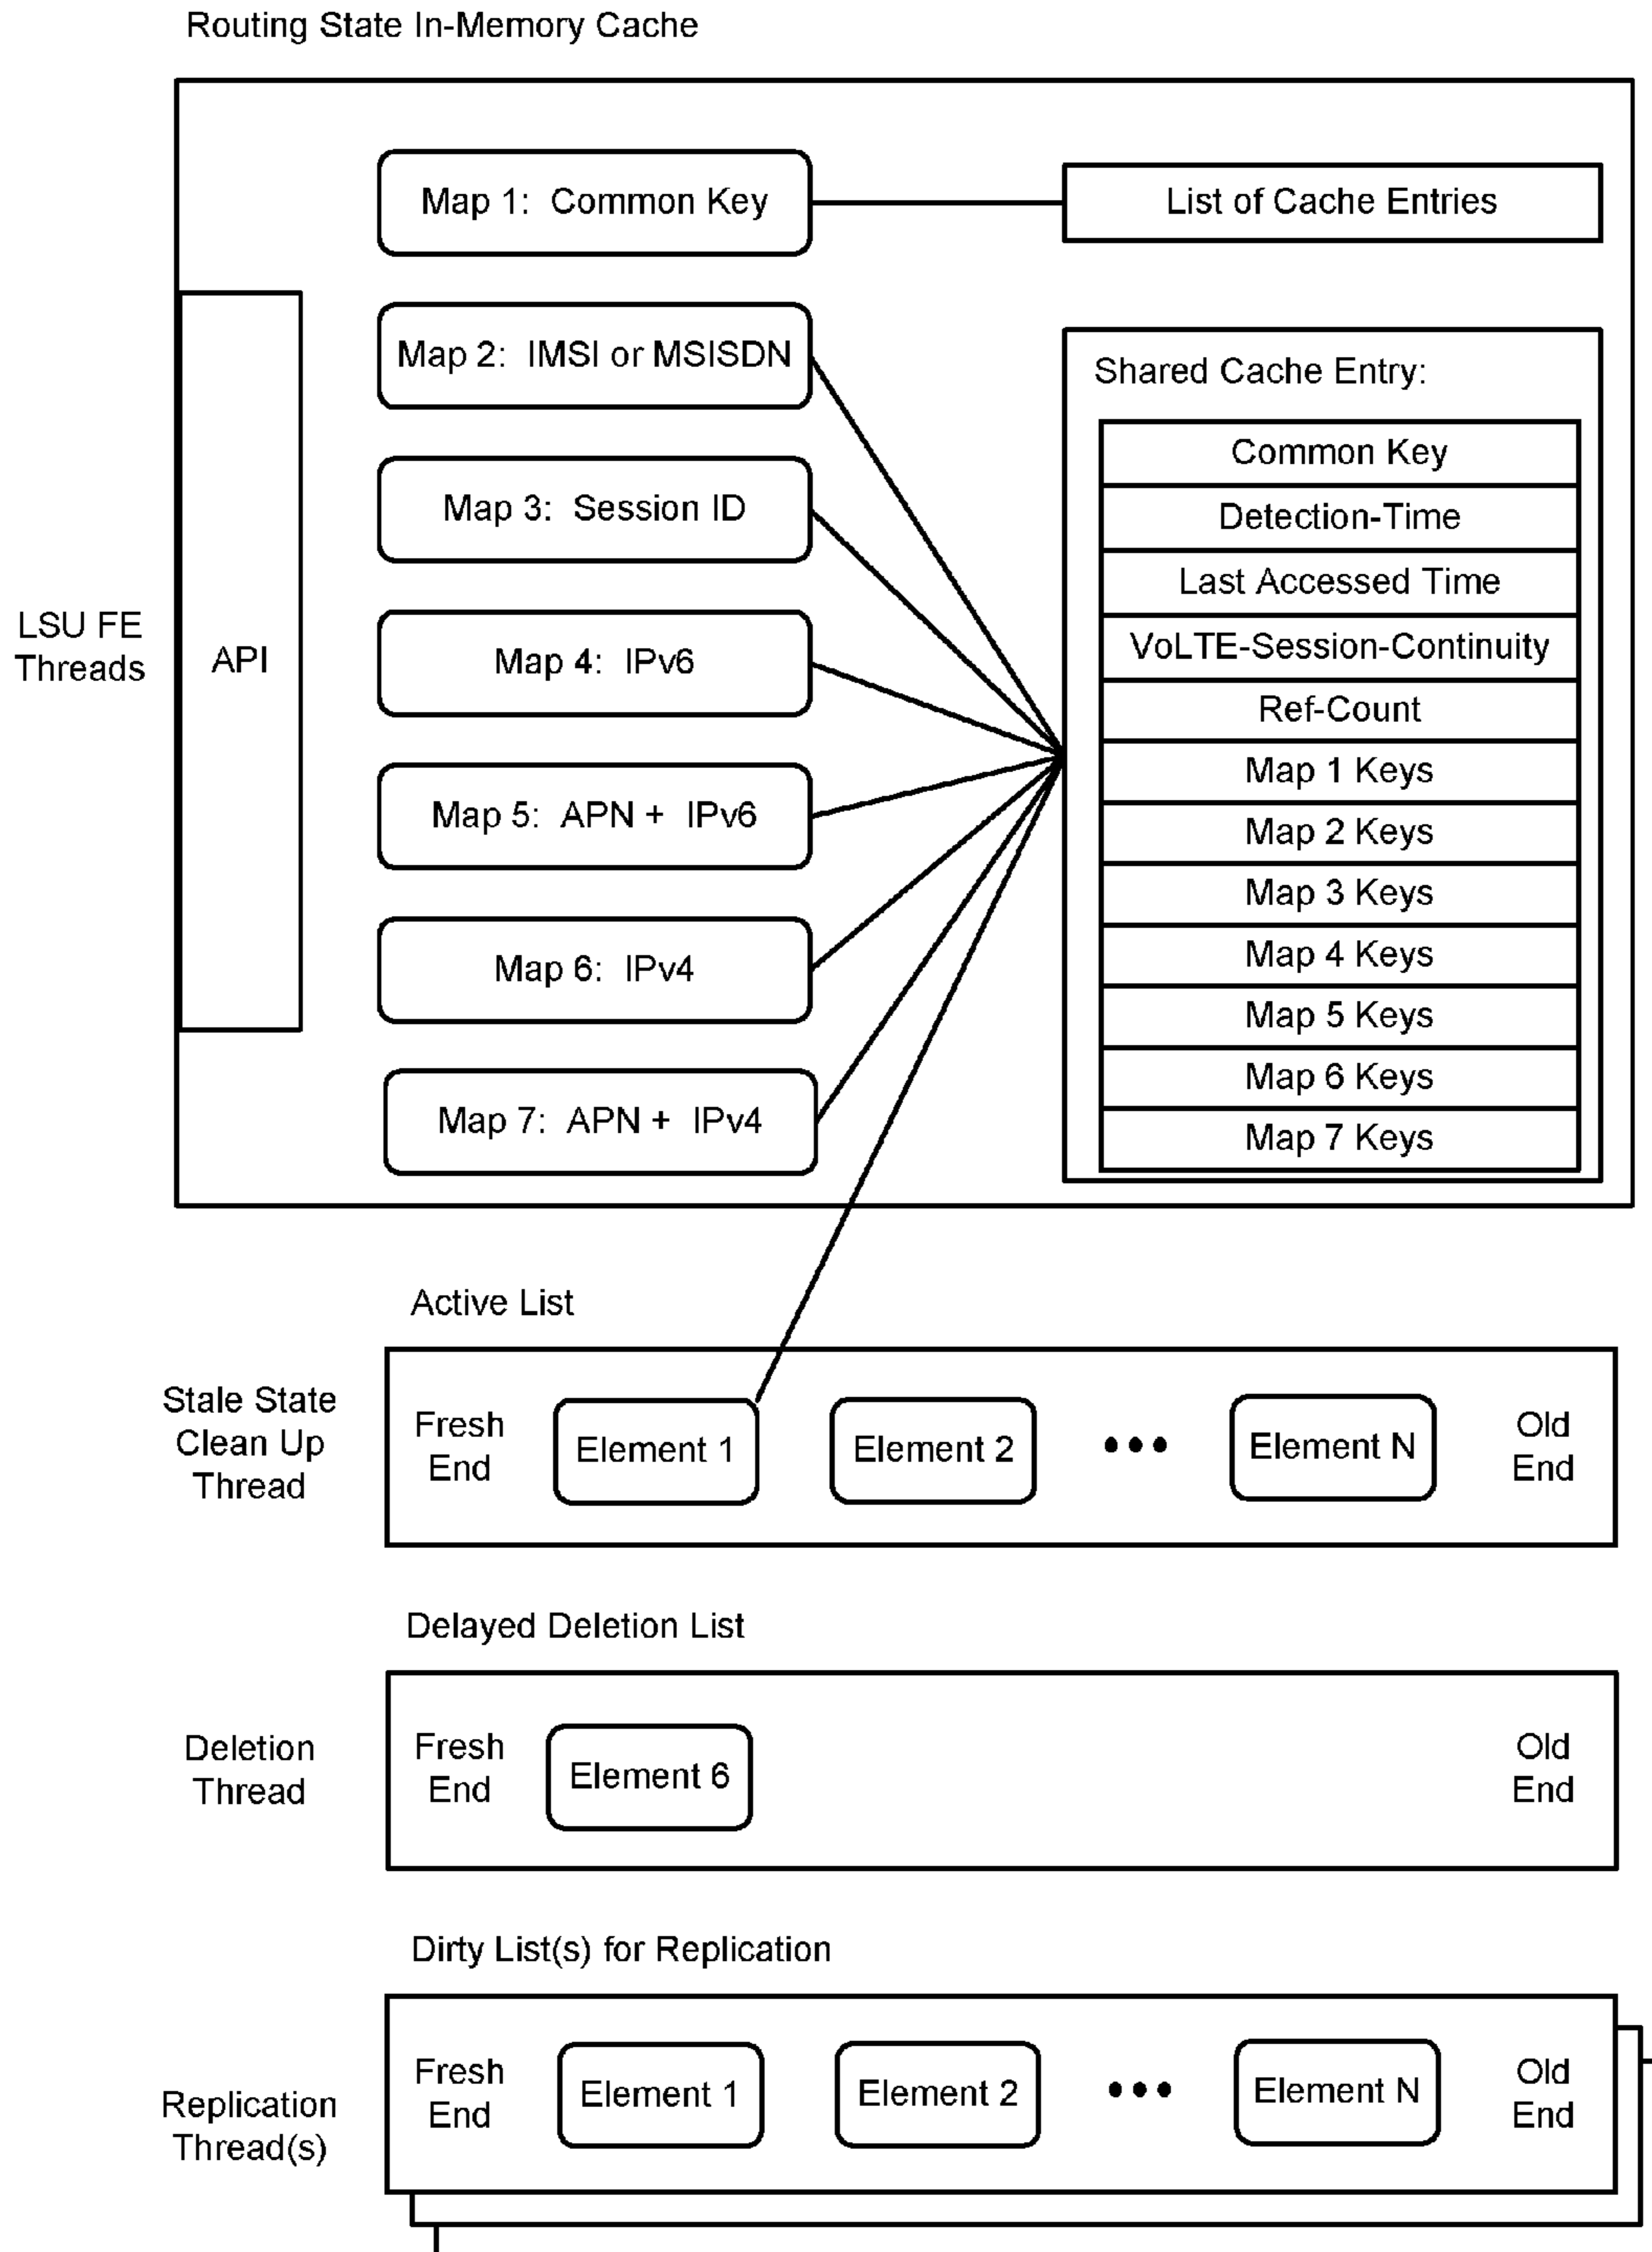 Routing State In-Memory Cache
Map 1: Common Key
List of Cache Entries
LSU FE
Threads
API
Map 2: IMSI or MSISDN
Map 3: Session ID
Map 4: IPv6
Map 5: APN + IPv6
Map 6: IPv4
Map 7: APN + IPv4
Shared Cache Entry:
Common Key
Detection-Time
Last Accessed Time
VoLTE-Session-Continuity
Ref-Count
Map 1 Keys
Map 2 Keys
Map 3 Keys
Map 4 Keys
Map 5 Keys
Map 6 Keys
Map 7 Keys
Active List
Stale State
Clean Up
Thread
Fresh
End
Element 1
Element 2
•••
Element N
Old
End
Delayed Deletion List
Deletion
Thread
Fresh
End
Element 6
Old
End
Dirty List(s) for Replication
Replication
Thread(s)
Fresh
End
Element 1
Element 2
•••
Element N
Old
End